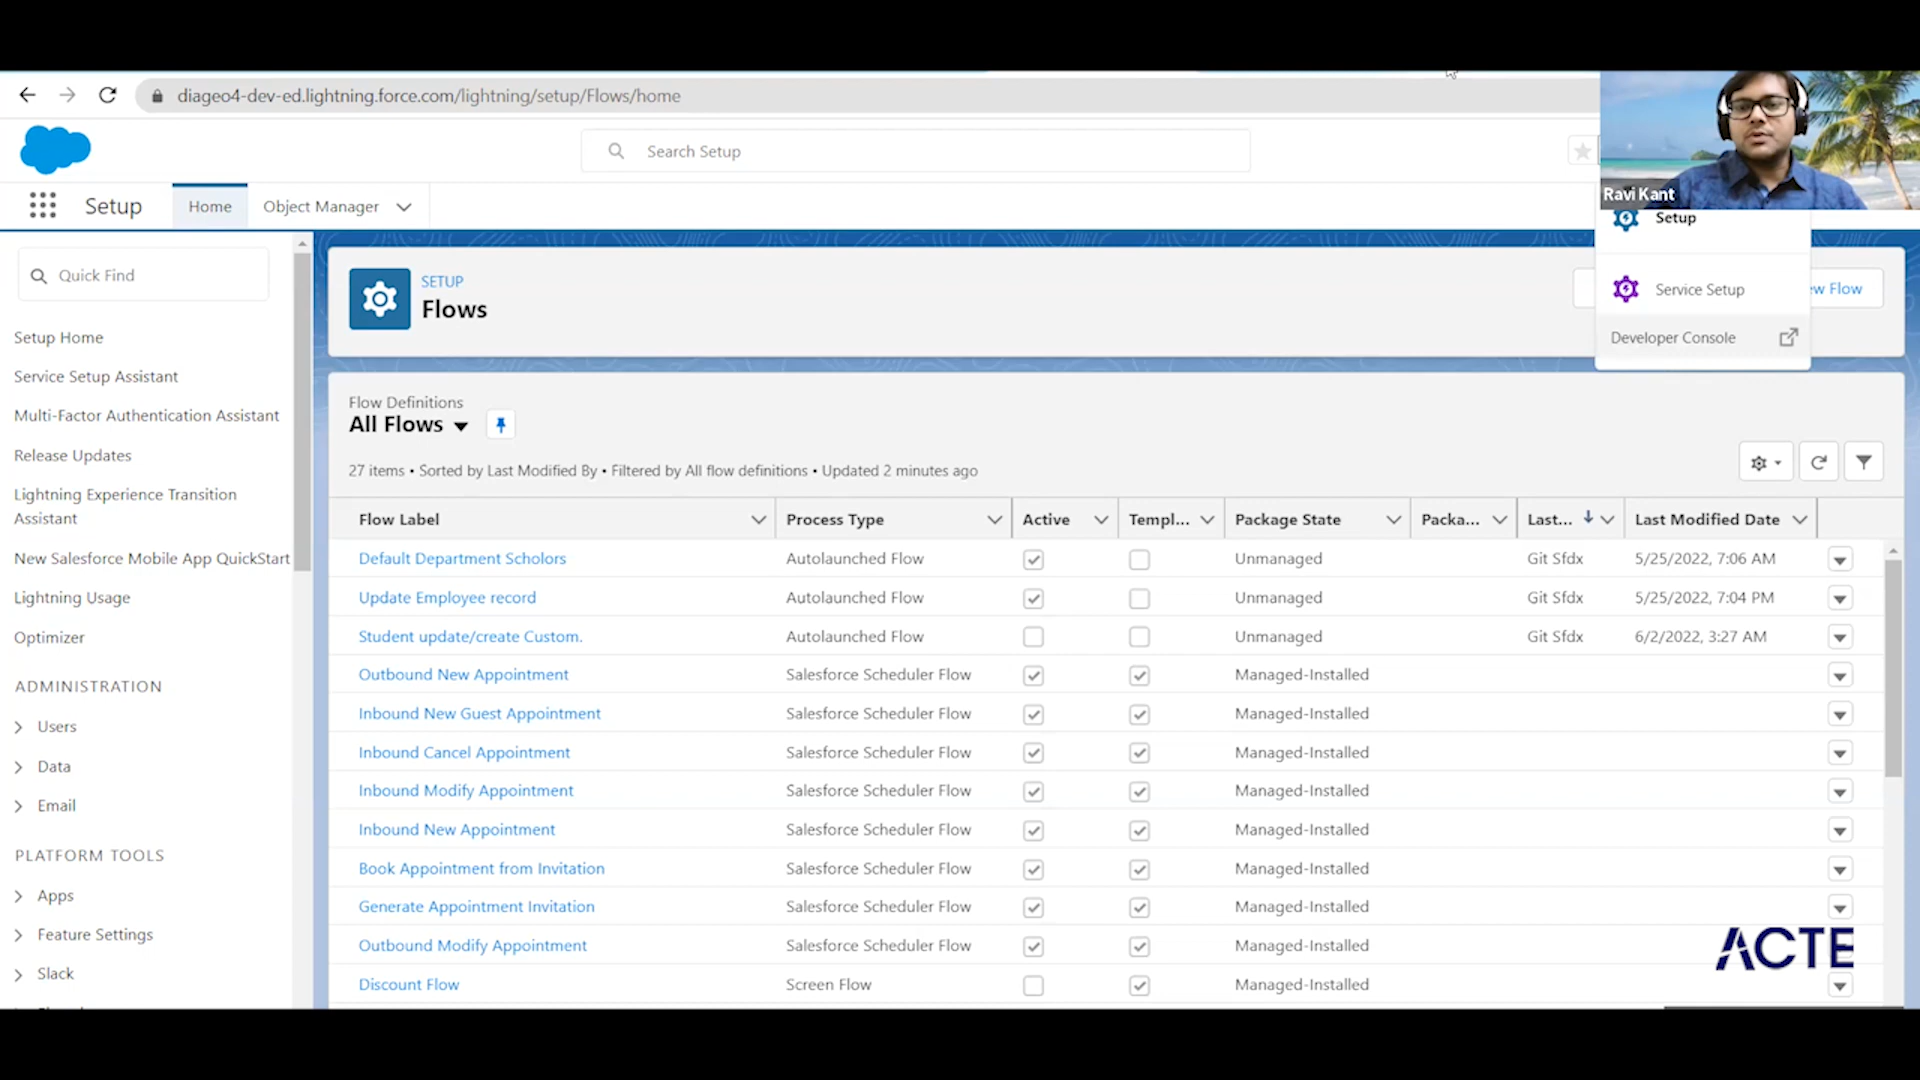 diageo4-dev-ed.lightning.force.com/lightning/setup/Flows/home
Search Setup
Ravi Kant
Setup
Home
Object Manager
Setup
Service Setup
Developer Console
Quick Find
SETUP
Flows
w Flow
Setup Home
Service Setup Assistant
Multi-Factor Authentication Assistant
Release Updates
Lightning Experience Transition
Assistant
New Salesforce Mobile App QuickStart
Lightning Usage
Optimizer
ADMINISTRATION
Users
Data
Email
PLATFORM TOOLS
Apps
Feature Settings
Slack
Flow Definitions
All Flows
27 items • Sorted by Last Modified By • Filtered by All flow definitions • Updated 2 minutes ago
Flow Label Process Type Active Templ... Package State Packa... Last... Last Modified Date
Default Department Scholors Autolaunched Flow Unmanaged Git Sfdx 5/25/2022, 7:06 AM
Update Employee record Autolaunched Flow Unmanaged Git Sfdx 5/25/2022, 7:04 PM
Student update/create Custom. Autolaunched Flow Unmanaged Git Sfdx 6/2/2022, 3:27 AM
Outbound New Appointment Salesforce Scheduler Flow Managed-Installed
Inbound New Guest Appointment Salesforce Scheduler Flow Managed-Installed
Inbound Cancel Appointment Salesforce Scheduler Flow Managed-Installed
Inbound Modify Appointment Salesforce Scheduler Flow Managed-Installed
Inbound New Appointment Salesforce Scheduler Flow Managed-Installed
Book Appointment from Invitation Salesforce Scheduler Flow Managed-Installed
Generate Appointment Invitation Salesforce Scheduler Flow Managed-Installed
Outbound Modify Appointment Salesforce Scheduler Flow Managed-Installed
Discount Flow Screen Flow Managed-Installed
ACTE